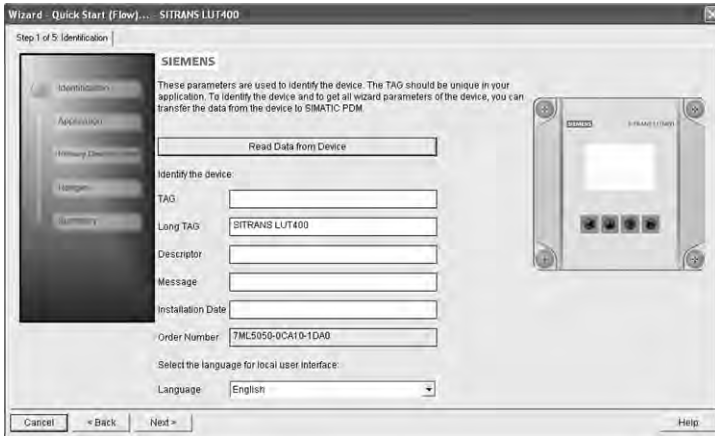 Wizard - Quick Start (Flow)... SITRANS LUT400
Step 1 of 5: Identification
SIEMENS
These parameters are used to identify the device. The TAG should be unique in your
application. To identify the device and to get all wizard parameters of the device, you can
transfer the data from the device to SIMATIC PDM.
Identification
Application
Ranges
Summary
Read Data from Device
Identify the device:
TAG
Long TAG SITRANS LUT400
Descriptor
Message
Installation Date
Order Number 7ML5050-0CA10-1DA0
Select the language for local user interface:
Language English
SIEMENS SITRANS LUT400
Cancel < Back Next > Help